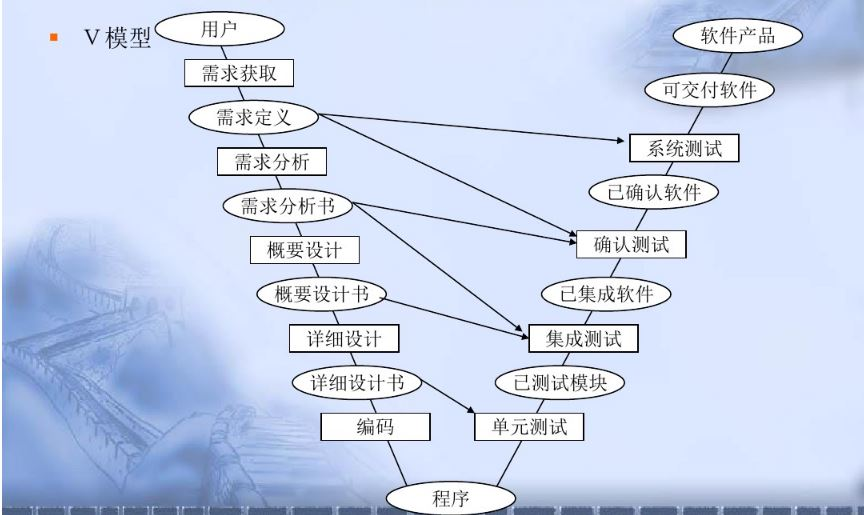 V模型
用户
需求获取
需求定义
需求分析
需求分析书
概要设计
概要设计书
详细设计
详细设计书
编码
程序
单元测试
已测试模块
集成测试
已集成软件
确认测试
已确认软件
系统测试
可交付软件
软件产品